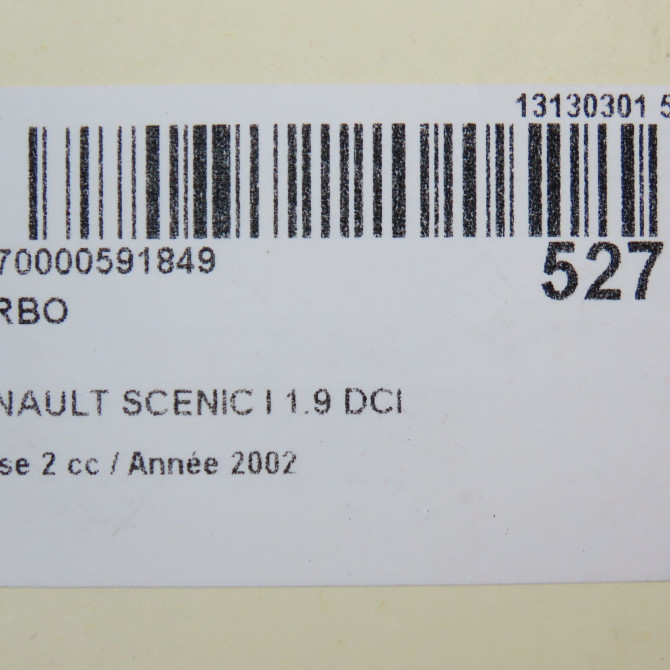 13130301 5
70000591849
527
RBO
NAULT SCENIC I 1.9 DCI
se 2 cc / Année 2002